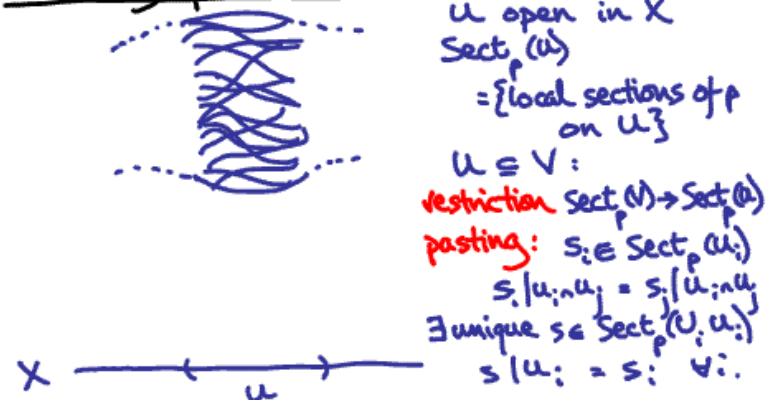 U open in X
Sect_p(U)
={local sections of p
on U}
U ⊆ V :
restriction Sect_p(V)→Sect_p(U)
pasting: s_i ∈ Sect_p(U_i)
s_i|U_i∩U_j = s_j|U_i∩U_j
∃ unique s ∈ Sect_p(∪_i U_i)
s|U_i = s_i ∀i.
X
U